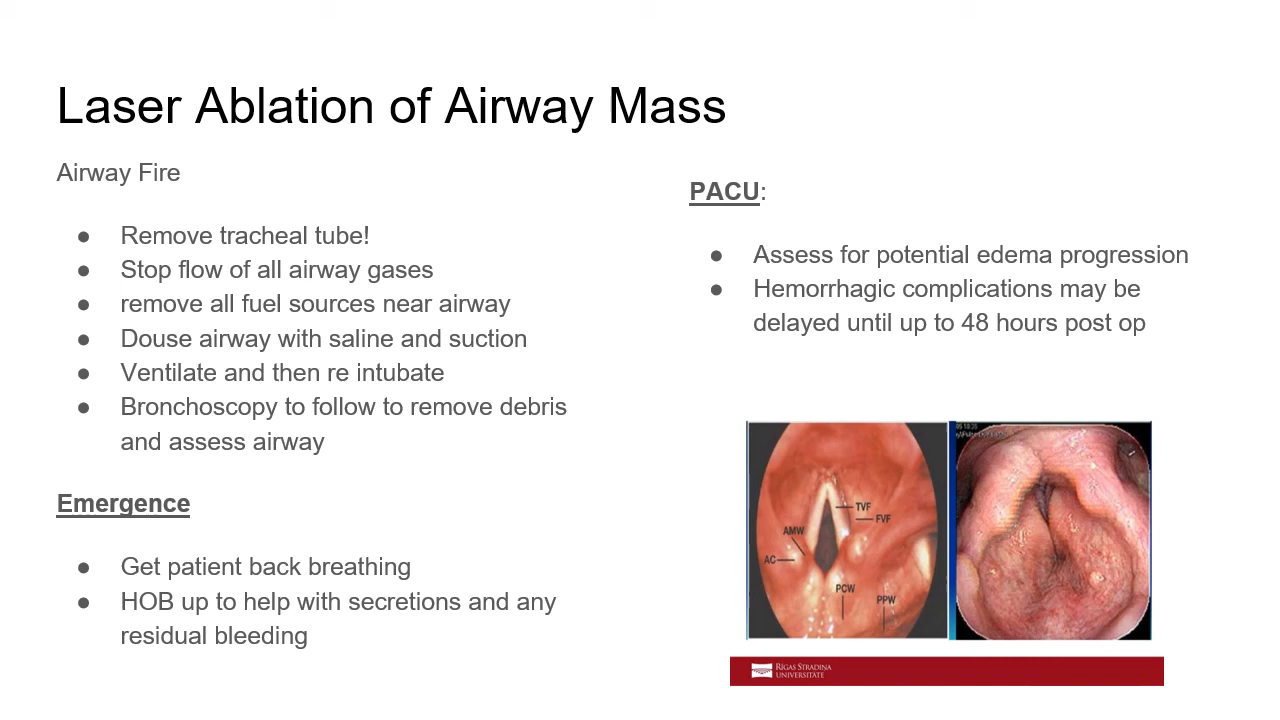 Laser Ablation of Airway Mass
Airway Fire
● Remove tracheal tube!
● Stop flow of all airway gases
● remove all fuel sources near airway
● Douse airway with saline and suction
● Ventilate and then re intubate
● Bronchoscopy to follow to remove debris
and assess airway
Emergence
● Get patient back breathing
● HOB up to help with secretions and any
residual bleeding
PACU:
● Assess for potential edema progression
● Hemorrhagic complications may be
delayed until up to 48 hours post op
TVF
FVF
AMW
AC
PCW
PPW
RĪGAS STRADIŅA
UNIVERSITĀTE